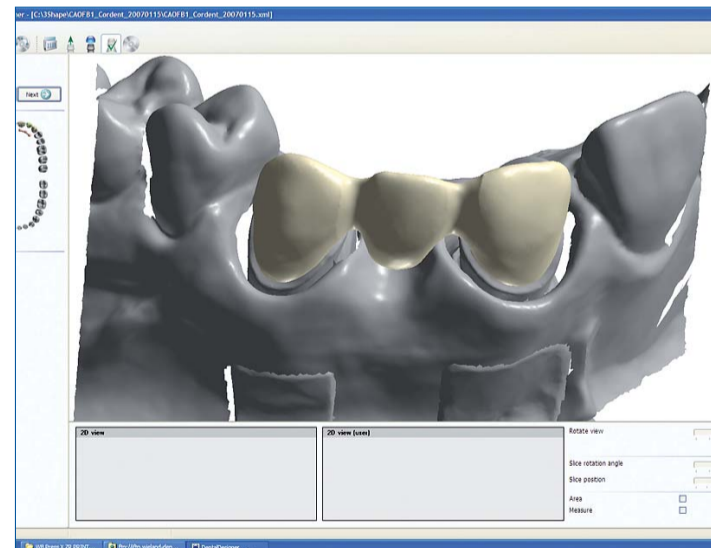 ner - [C:\3Shape\CAOFB1_Cordent_20070115\CAOFB1_Cordent_20070115.xml]
Next
2D view
2D view (user)
Rotate view
Slice rotation angle
Slice position
Area
Measure
DentalDesigner